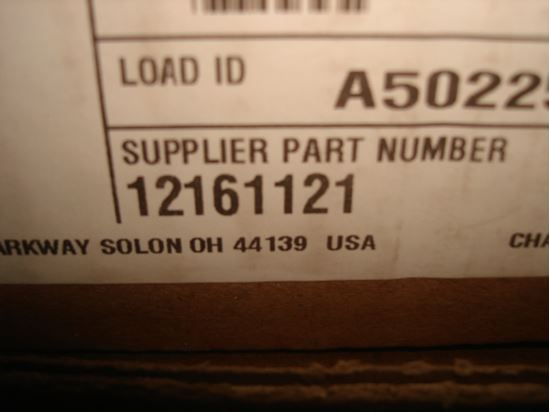 LOAD ID
A5022
SUPPLIER PART NUMBER
12161121
ARKWAY SOLON OH 44139 USA CHA